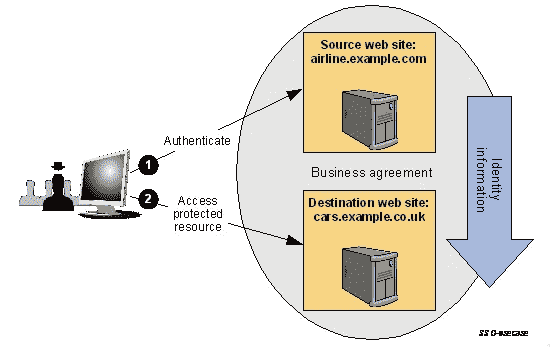 Source web site:
airline.example.com
1
Authenticate
Business agreement
Identity
information
2
Access
protected
resource
Destination web site:
cars.example.co.uk
SSO-usecase